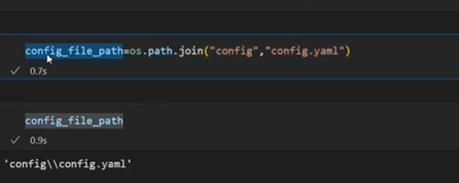 config_file_path=os.path.join("config","config.yaml")
0.7s
config_file_path
0.9s
'config\\config.yaml'